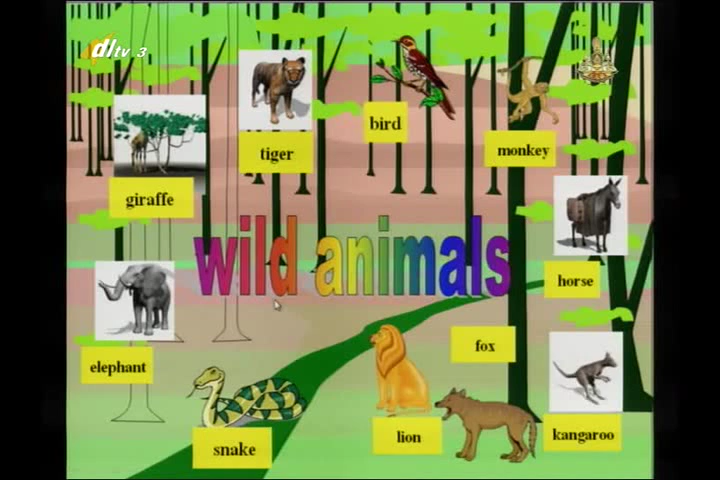 dltv 3
bird
tiger
monkey
giraffe
wild animals
horse
elephant
fox
snake
lion
kangaroo